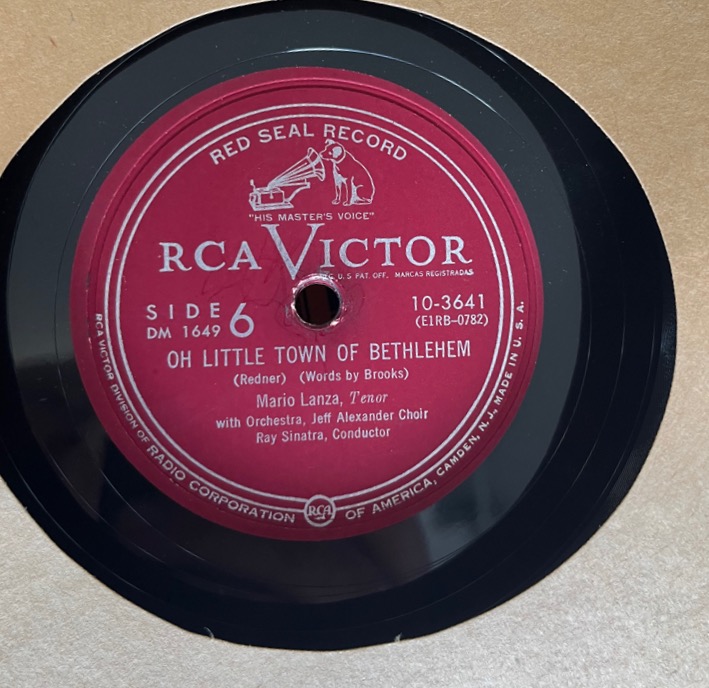 RED SEAL RECORD
"HIS MASTER'S VOICE"
RCA VICTOR
U.S. PAT. OFF. MARCAS REGISTRADAS
SIDE 6
DM 1649
10-3641
(E1RB-0782)
OH LITTLE TOWN OF BETHLEHEM
(Redner) (Words by Brooks)
Mario Lanza, Tenor
with Orchestra, Jeff Alexander Choir
Ray Sinatra, Conductor
RCA VICTOR DIVISION OF RADIO CORPORATION OF AMERICA, CAMDEN, N.J., MADE IN U.S.A.
RCA